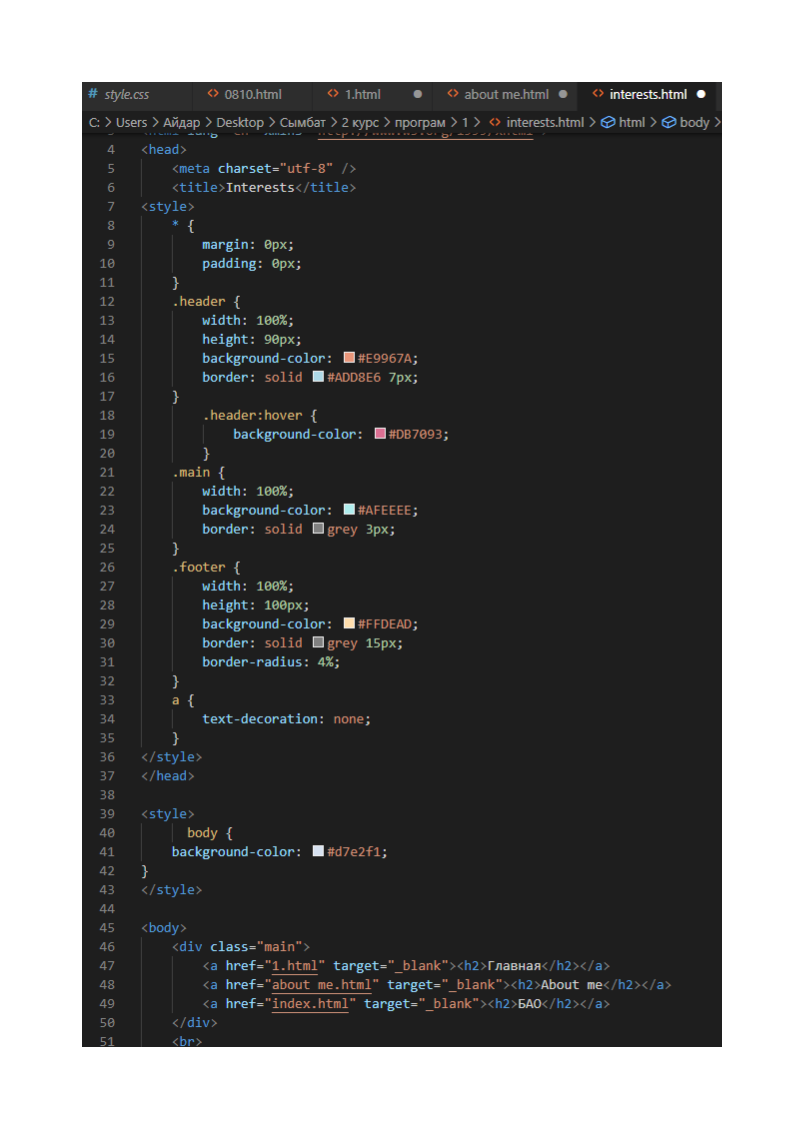 # style.css <> 0810.html <> 1.html ● <> about me.html ● <> interests.html ●
C: > Users > Айдар > Desktop > Сымбат > 2 курс > програм > 1 > <> interests.html > html > body >
4 <head>
5 <meta charset="utf-8" />
6 <title>Interests</title>
7 <style>
8 * {
9 margin: 0px;
10 padding: 0px;
11 }
12 .header {
13 width: 100%;
14 height: 90px;
15 background-color: #E9967A;
16 border: solid #ADD8E6 7px;
17 }
18 .header:hover {
19 background-color: #DB7093;
20 }
21 .main {
22 width: 100%;
23 background-color: #AFEEEE;
24 border: solid grey 3px;
25 }
26 .footer {
27 width: 100%;
28 height: 100px;
29 background-color: #FFDEAD;
30 border: solid grey 15px;
31 border-radius: 4%;
32 }
33 a {
34 text-decoration: none;
35 }
36 </style>
37 </head>
38
39 <style>
40 body {
41 background-color: #d7e2f1;
42 }
43 </style>
44
45 <body>
46 <div class="main">
47 <a href="1.html" target="_blank"><h2>Главная</h2></a>
48 <a href="about me.html" target="_blank"><h2>About me</h2></a>
49 <a href="index.html" target="_blank"><h2>БАО</h2></a>
50 </div>
51 <br>